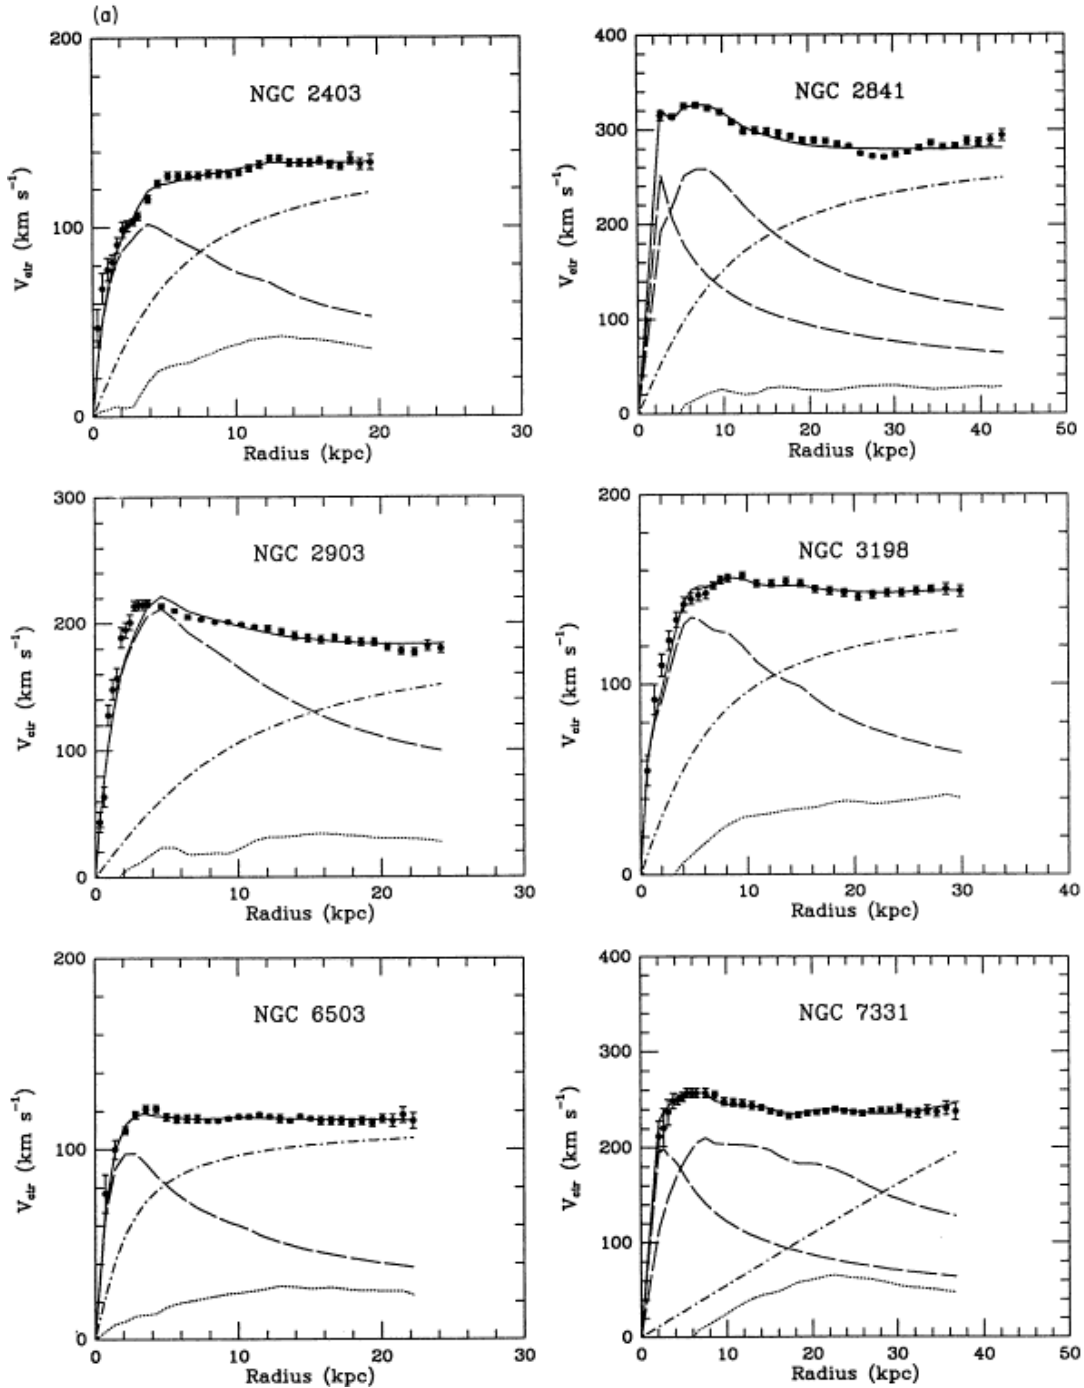 (a)
200
100
0
V_cir (km s⁻¹)
NGC 2403
0 10 20 30
Radius (kpc)
400
300
200
100
0
V_cir (km s⁻¹)
NGC 2841
0 10 20 30 40 50
Radius (kpc)
300
200
100
0
V_cir (km s⁻¹)
NGC 2903
0 10 20 30
Radius (kpc)
200
100
0
V_cir (km s⁻¹)
NGC 3198
0 10 20 30 40
Radius (kpc)
200
100
0
V_cir (km s⁻¹)
NGC 6503
0 10 20 30
Radius (kpc)
400
300
200
100
0
V_cir (km s⁻¹)
NGC 7331
0 10 20 30 40 50
Radius (kpc)